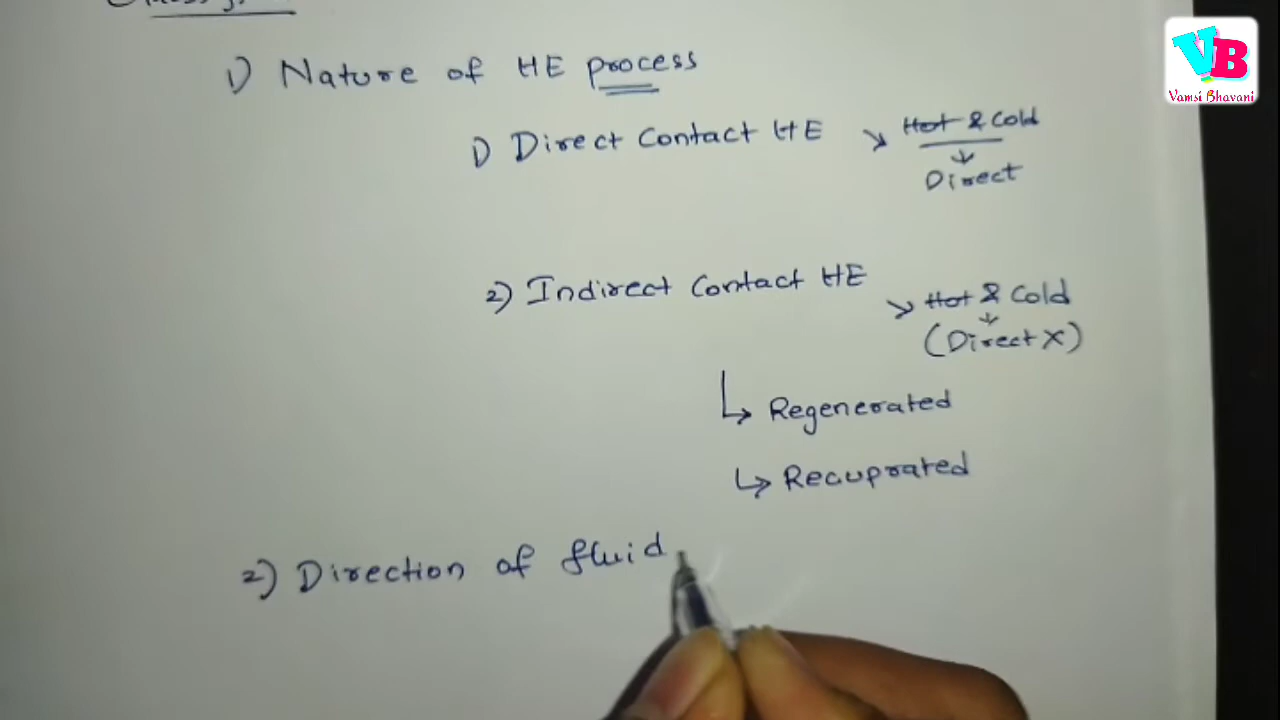 1) Nature of HE process
1) Direct Contact HE → Hot & Cold
↓
Direct
2) Indirect Contact HE → Hot & Cold
↓
(Direct X)
↳ Regenerated
↳ Recuprated
2) Direction of fluid
VB
Vamsi Bhavani